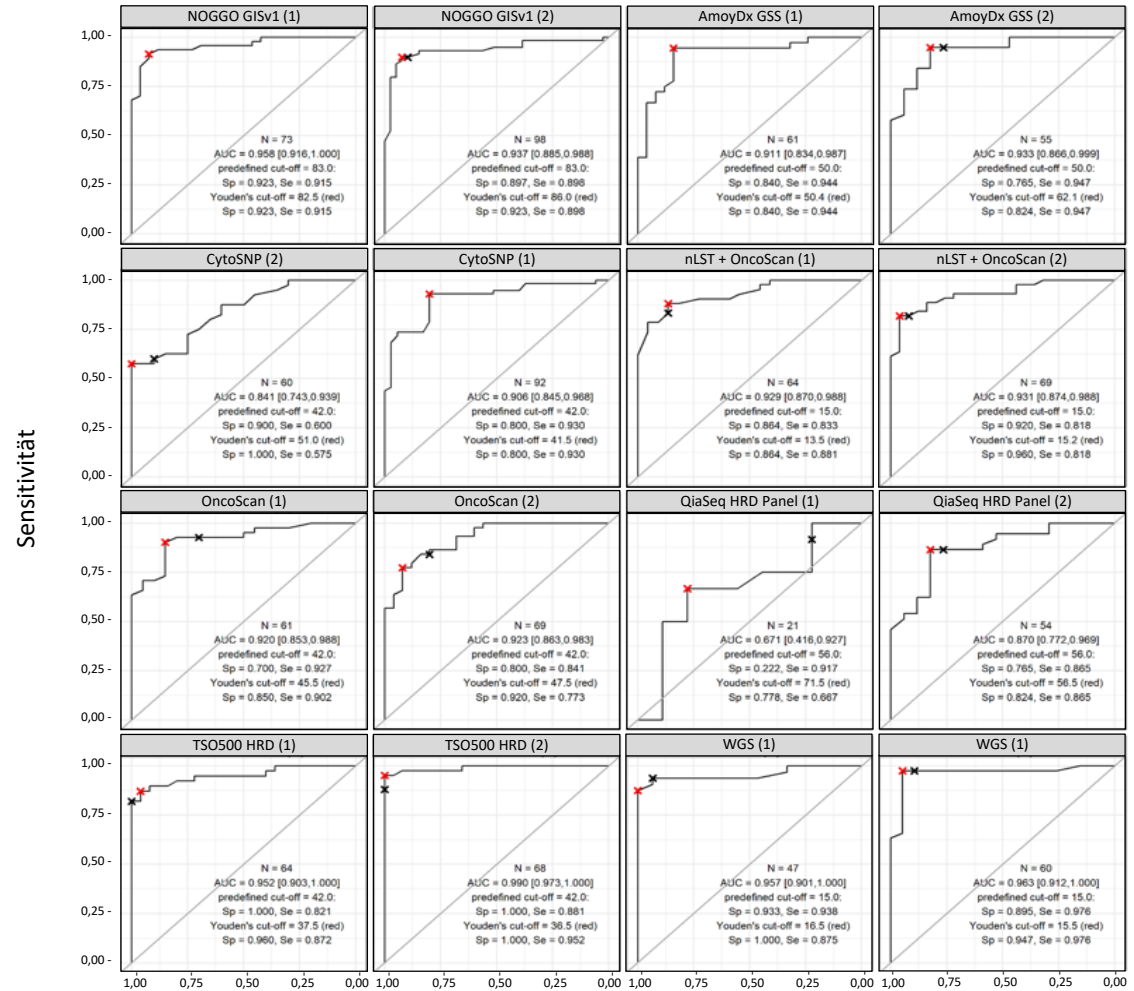 NOGGO GISv1 (1)
NOGGO GISv1 (2)
AmoyDx GSS (1)
AmoyDx GSS (2)
1,00 -
0,75 -
0,50 -
0,25 -
0,00 -
N = 73
AUC = 0.958 [0.916,1.000]
predefined cut-off = 83.0:
Sp = 0.923, Se = 0.915
Youden's cut-off = 82.5 (red)
Sp = 0.923, Se = 0.915
N = 98
AUC = 0.937 [0.885,0.988]
predefined cut-off = 83.0:
Sp = 0.897, Se = 0.898
Youden's cut-off = 86.0 (red)
Sp = 0.923, Se = 0.898
N = 61
AUC = 0.911 [0.834,0.987]
predefined cut-off = 50.0:
Sp = 0.840, Se = 0.944
Youden's cut-off = 50.4 (red)
Sp = 0.840, Se = 0.944
N = 55
AUC = 0.933 [0.866,0.999]
predefined cut-off = 50.0:
Sp = 0.765, Se = 0.947
Youden's cut-off = 62.1 (red)
Sp = 0.824, Se = 0.947
CytoSNP (2)
CytoSNP (1)
nLST + OncoScan (1)
nLST + OncoScan (2)
1,00 -
0,75 -
0,50 -
0,25 -
0,00 -
N = 60
AUC = 0.841 [0.743,0.939]
predefined cut-off = 42.0:
Sp = 0.900, Se = 0.600
Youden's cut-off = 51.0 (red)
Sp = 1.000, Se = 0.575
N = 92
AUC = 0.906 [0.845,0.968]
predefined cut-off = 42.0:
Sp = 0.800, Se = 0.930
Youden's cut-off = 41.5 (red)
Sp = 0.800, Se = 0.930
N = 64
AUC = 0.929 [0.870,0.988]
predefined cut-off = 15.0:
Sp = 0.864, Se = 0.833
Youden's cut-off = 13.5 (red)
Sp = 0.864, Se = 0.881
N = 69
AUC = 0.931 [0.874,0.988]
predefined cut-off = 15.0:
Sp = 0.920, Se = 0.818
Youden's cut-off = 15.2 (red)
Sp = 0.960, Se = 0.818
Sensitivität
OncoScan (1)
OncoScan (2)
QiaSeq HRD Panel (1)
QiaSeq HRD Panel (2)
1,00 -
0,75 -
0,50 -
0,25 -
0,00 -
N = 61
AUC = 0.920 [0.853,0.988]
predefined cut-off = 42.0:
Sp = 0.700, Se = 0.927
Youden's cut-off = 45.5 (red)
Sp = 0.850, Se = 0.902
N = 69
AUC = 0.923 [0.863,0.983]
predefined cut-off = 42.0:
Sp = 0.800, Se = 0.841
Youden's cut-off = 47.5 (red)
Sp = 0.920, Se = 0.773
N = 21
AUC = 0.671 [0.416,0.927]
predefined cut-off = 56.0:
Sp = 0.222, Se = 0.917
Youden's cut-off = 71.5 (red)
Sp = 0.778, Se = 0.667
N = 54
AUC = 0.870 [0.772,0.969]
predefined cut-off = 56.0:
Sp = 0.765, Se = 0.865
Youden's cut-off = 56.5 (red)
Sp = 0.824, Se = 0.865
TSO500 HRD (1)
TSO500 HRD (2)
WGS (1)
WGS (1)
1,00 -
0,75 -
0,50 -
0,25 -
0,00 -
N = 64
AUC = 0.952 [0.903,1.000]
predefined cut-off = 42.0:
Sp = 1.000, Se = 0.821
Youden's cut-off = 37.5 (red)
Sp = 0.960, Se = 0.872
N = 68
AUC = 0.990 [0.973,1.000]
predefined cut-off = 42.0:
Sp = 1.000, Se = 0.881
Youden's cut-off = 36.5 (red)
Sp = 1.000, Se = 0.952
N = 47
AUC = 0.957 [0.901,1.000]
predefined cut-off = 15.0:
Sp = 0.933, Se = 0.938
Youden's cut-off = 16.5 (red)
Sp = 1.000, Se = 0.875
N = 60
AUC = 0.963 [0.912,1.000]
predefined cut-off = 15.0:
Sp = 0.895, Se = 0.976
Youden's cut-off = 15.5 (red)
Sp = 0.947, Se = 0.976
1,00 0,75 0,50 0,25 0,00
1,00 0,75 0,50 0,25 0,00
1,00 0,75 0,50 0,25 0,00
1,00 0,75 0,50 0,25 0,00